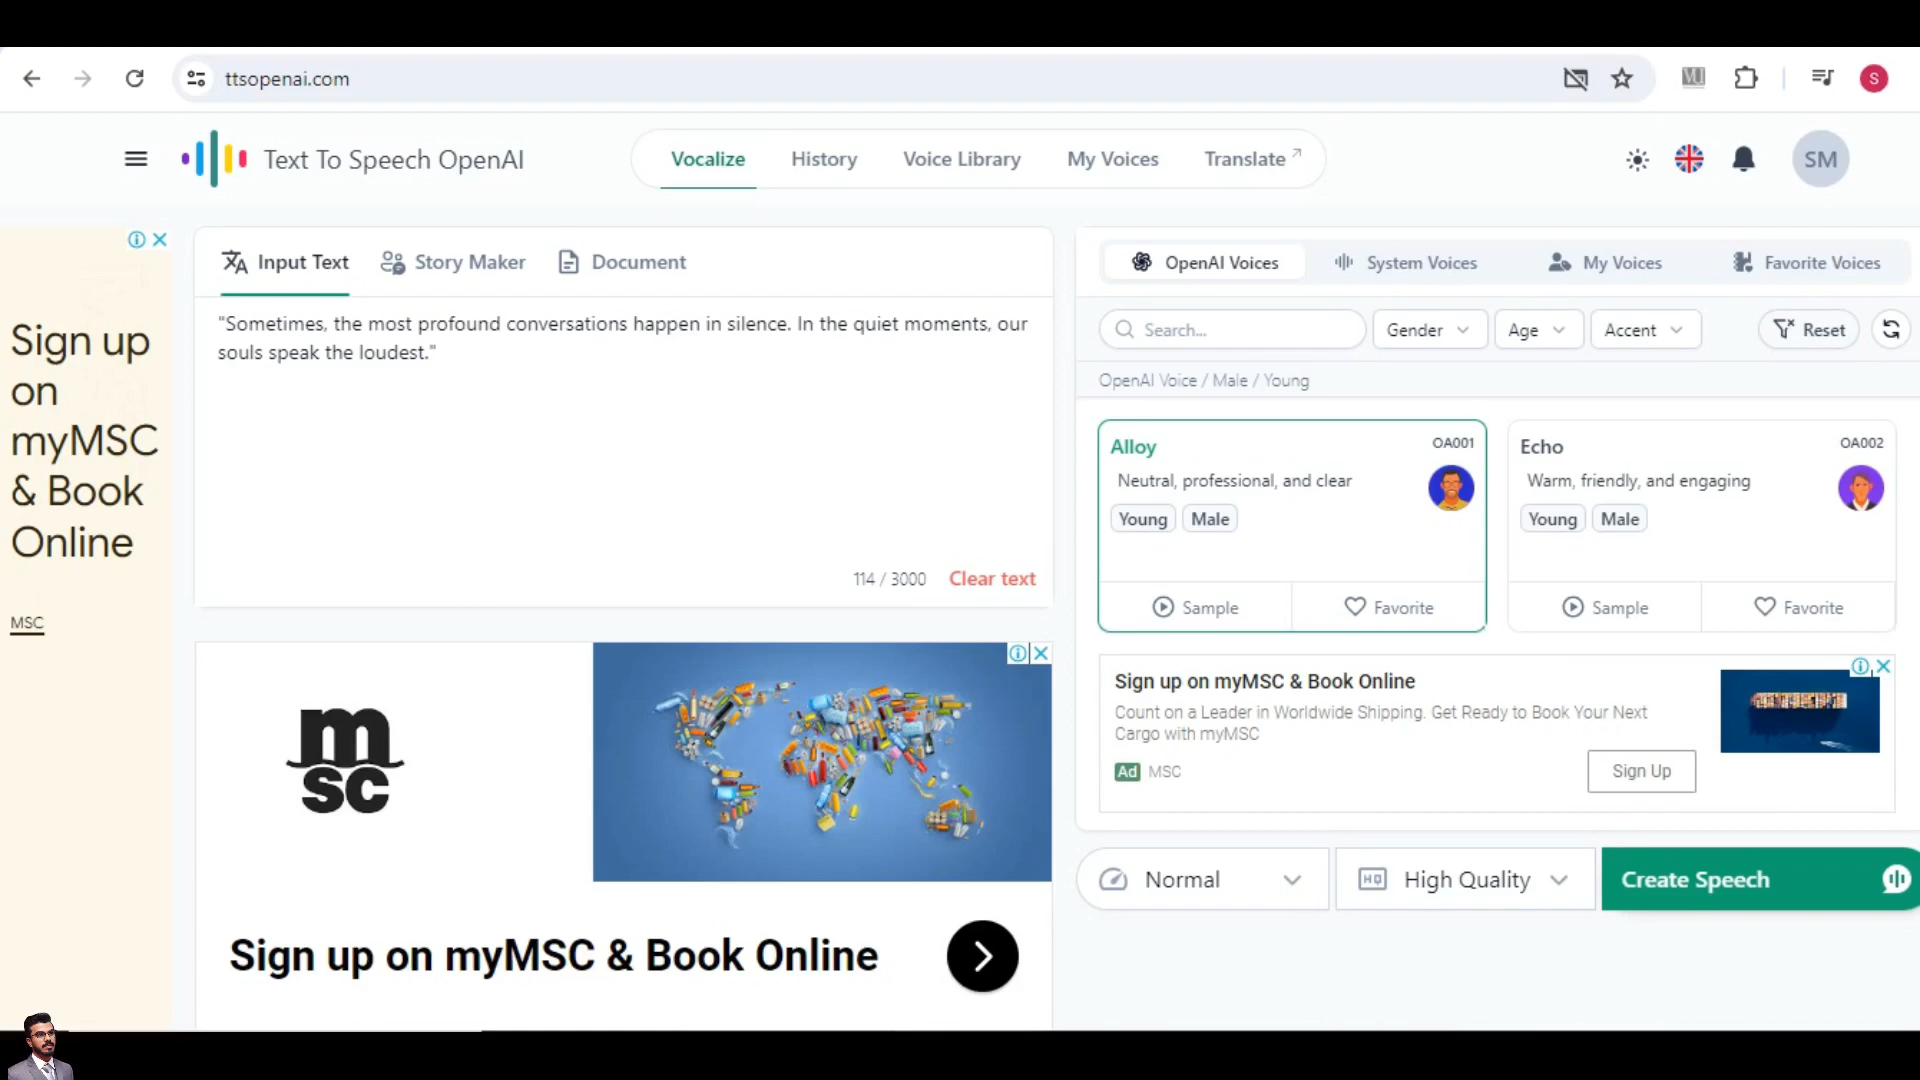 ttsopenai.com
S
Text To Speech OpenAI
Vocalize
History
Voice Library
My Voices
Translate
SM
Input Text
Story Maker
Document
"Sometimes, the most profound conversations happen in silence. In the quiet moments, our
souls speak the loudest."
114 / 3000
Clear text
OpenAI Voices
System Voices
My Voices
Favorite Voices
Search...
Gender
Age
Accent
Reset
OpenAI Voice / Male / Young
Alloy
OA001
Neutral, professional, and clear
Young
Male
Sample
Favorite
Echo
OA002
Warm, friendly, and engaging
Young
Male
Sample
Favorite
Sign up on myMSC & Book Online
Count on a Leader in Worldwide Shipping. Get Ready to Book Your Next
Cargo with myMSC
Ad MSC
Sign Up
Normal
HQ High Quality
Create Speech
Sign up
on
myMSC
& Book
Online
MSC
m
sc
Sign up on myMSC & Book Online